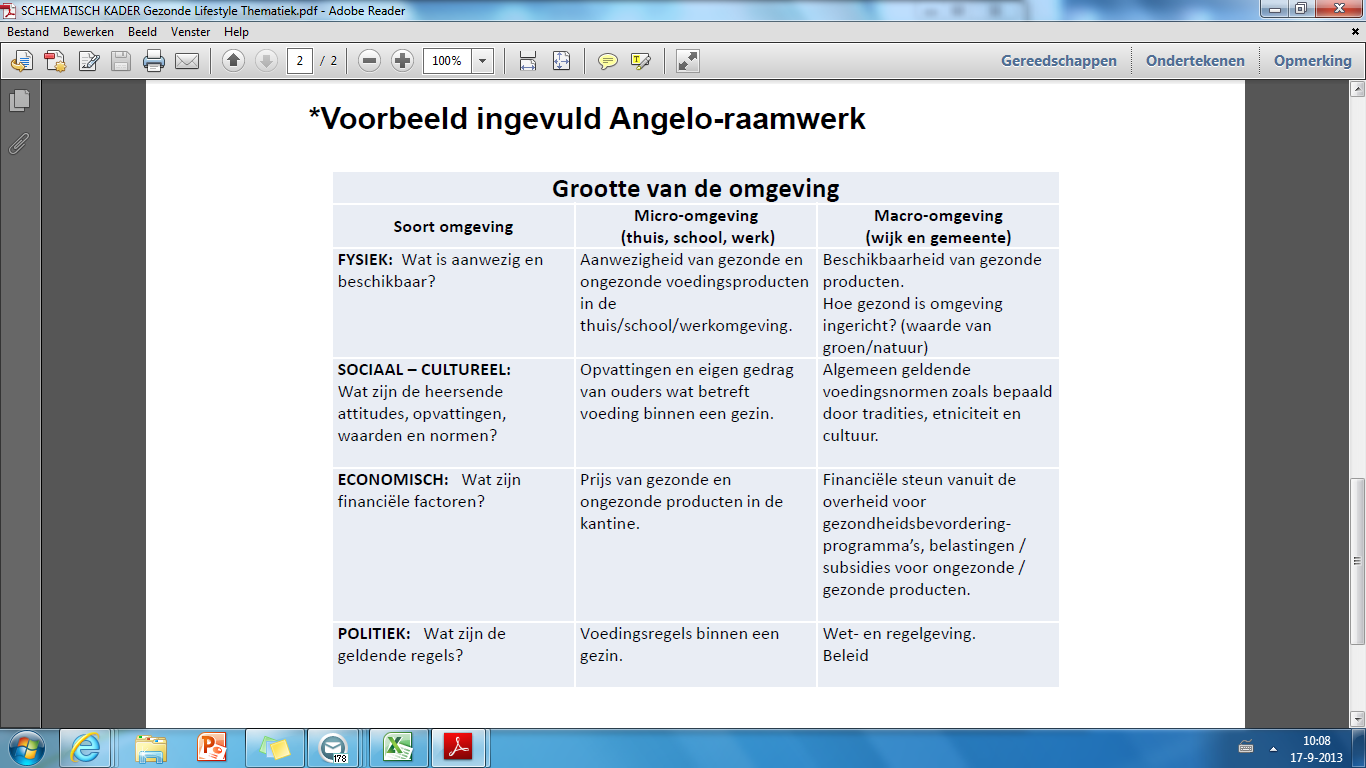 SCHEMATISCH KADER Gezonde Lifestyle Thematiek.pdf - Adobe Reader
Bestand Bewerken Beeld Venster Help
2 / 2 100% Gereedschappen Ondertekenen Opmerking
*Voorbeeld ingevuld Angelo-raamwerk
Grootte van de omgeving
Soort omgeving
Micro-omgeving
(thuis, school, werk)
Macro-omgeving
(wijk en gemeente)
FYSIEK: Wat is aanwezig en
beschikbaar?
Aanwezigheid van gezonde en
ongezonde voedingsproducten
in de
thuis/school/werkomgeving.
Beschikbaarheid van gezonde
producten.
Hoe gezond is omgeving
ingericht? (waarde van
groen/natuur)
SOCIAAL – CULTUREEL:
Wat zijn de heersende
attitudes, opvattingen,
waarden en normen?
Opvattingen en eigen gedrag
van ouders wat betreft
voeding binnen een gezin.
Algemeen geldende
voedingsnormen zoals bepaald
door tradities, etniciteit en
cultuur.
ECONOMISCH: Wat zijn
financiële factoren?
Prijs van gezonde en
ongezonde producten in de
kantine.
Financiële steun vanuit de
overheid voor
gezondheidsbevordering-
programma’s, belastingen /
subsidies voor ongezonde /
gezonde producten.
POLITIEK: Wat zijn de
geldende regels?
Voedingsregels binnen een
gezin.
Wet- en regelgeving.
Beleid
178
10:08
17-9-2013